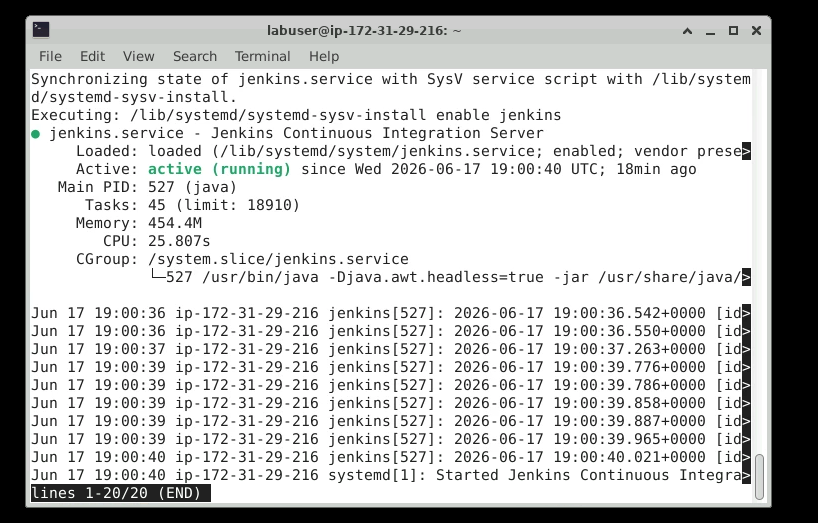 labuser@ip-172-31-29-216: ~
File Edit View Search Terminal Help
Synchronizing state of jenkins.service with SysV service script with /lib/system
d/systemd-sysv-install.
Executing: /lib/systemd/systemd-sysv-install enable jenkins
● jenkins.service - Jenkins Continuous Integration Server
     Loaded: loaded (/lib/systemd/system/jenkins.service; enabled; vendor prese>
     Active: active (running) since Wed 2026-06-17 19:00:40 UTC; 18min ago
   Main PID: 527 (java)
      Tasks: 45 (limit: 18910)
     Memory: 454.4M
        CPU: 25.807s
     CGroup: /system.slice/jenkins.service
             └─527 /usr/bin/java -Djava.awt.headless=true -jar /usr/share/java/>
Jun 17 19:00:36 ip-172-31-29-216 jenkins[527]: 2026-06-17 19:00:36.542+0000 [id>
Jun 17 19:00:36 ip-172-31-29-216 jenkins[527]: 2026-06-17 19:00:36.550+0000 [id>
Jun 17 19:00:37 ip-172-31-29-216 jenkins[527]: 2026-06-17 19:00:37.263+0000 [id>
Jun 17 19:00:39 ip-172-31-29-216 jenkins[527]: 2026-06-17 19:00:39.776+0000 [id>
Jun 17 19:00:39 ip-172-31-29-216 jenkins[527]: 2026-06-17 19:00:39.786+0000 [id>
Jun 17 19:00:39 ip-172-31-29-216 jenkins[527]: 2026-06-17 19:00:39.858+0000 [id>
Jun 17 19:00:39 ip-172-31-29-216 jenkins[527]: 2026-06-17 19:00:39.887+0000 [id>
Jun 17 19:00:39 ip-172-31-29-216 jenkins[527]: 2026-06-17 19:00:39.965+0000 [id>
Jun 17 19:00:40 ip-172-31-29-216 jenkins[527]: 2026-06-17 19:00:40.021+0000 [id>
Jun 17 19:00:40 ip-172-31-29-216 systemd[1]: Started Jenkins Continuous Integra>
lines 1-20/20 (END)